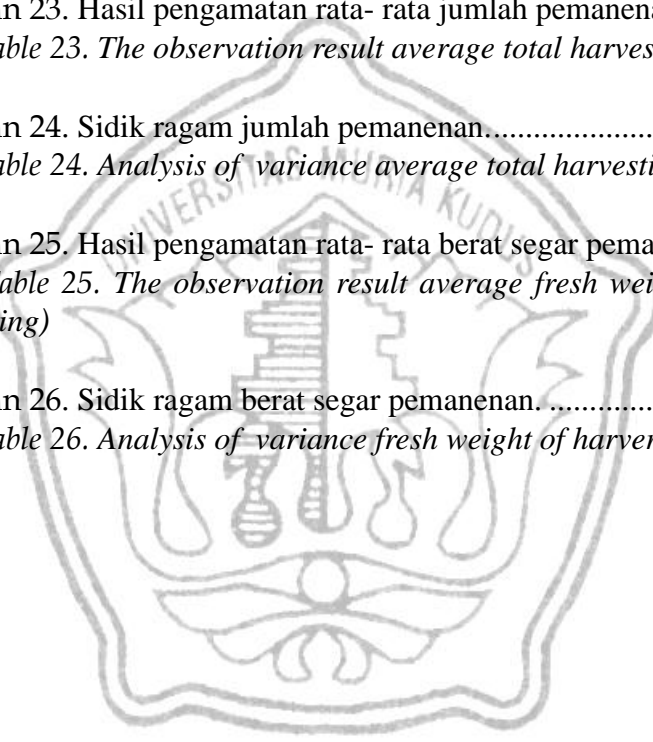 n 23. Hasil pengamatan rata- rata jumlah pemanena
able 23. The observation result average total harves
n 24. Sidik ragam jumlah pemanenan.....................
able 24. Analysis of variance average total harvesti
UNIVERSITAS MURIA KUDUS
n 25. Hasil pengamatan rata- rata berat segar pema
able 25. The observation result average fresh wei
ing)
n 26. Sidik ragam berat segar pemanenan. .............
able 26. Analysis of variance fresh weight of harve